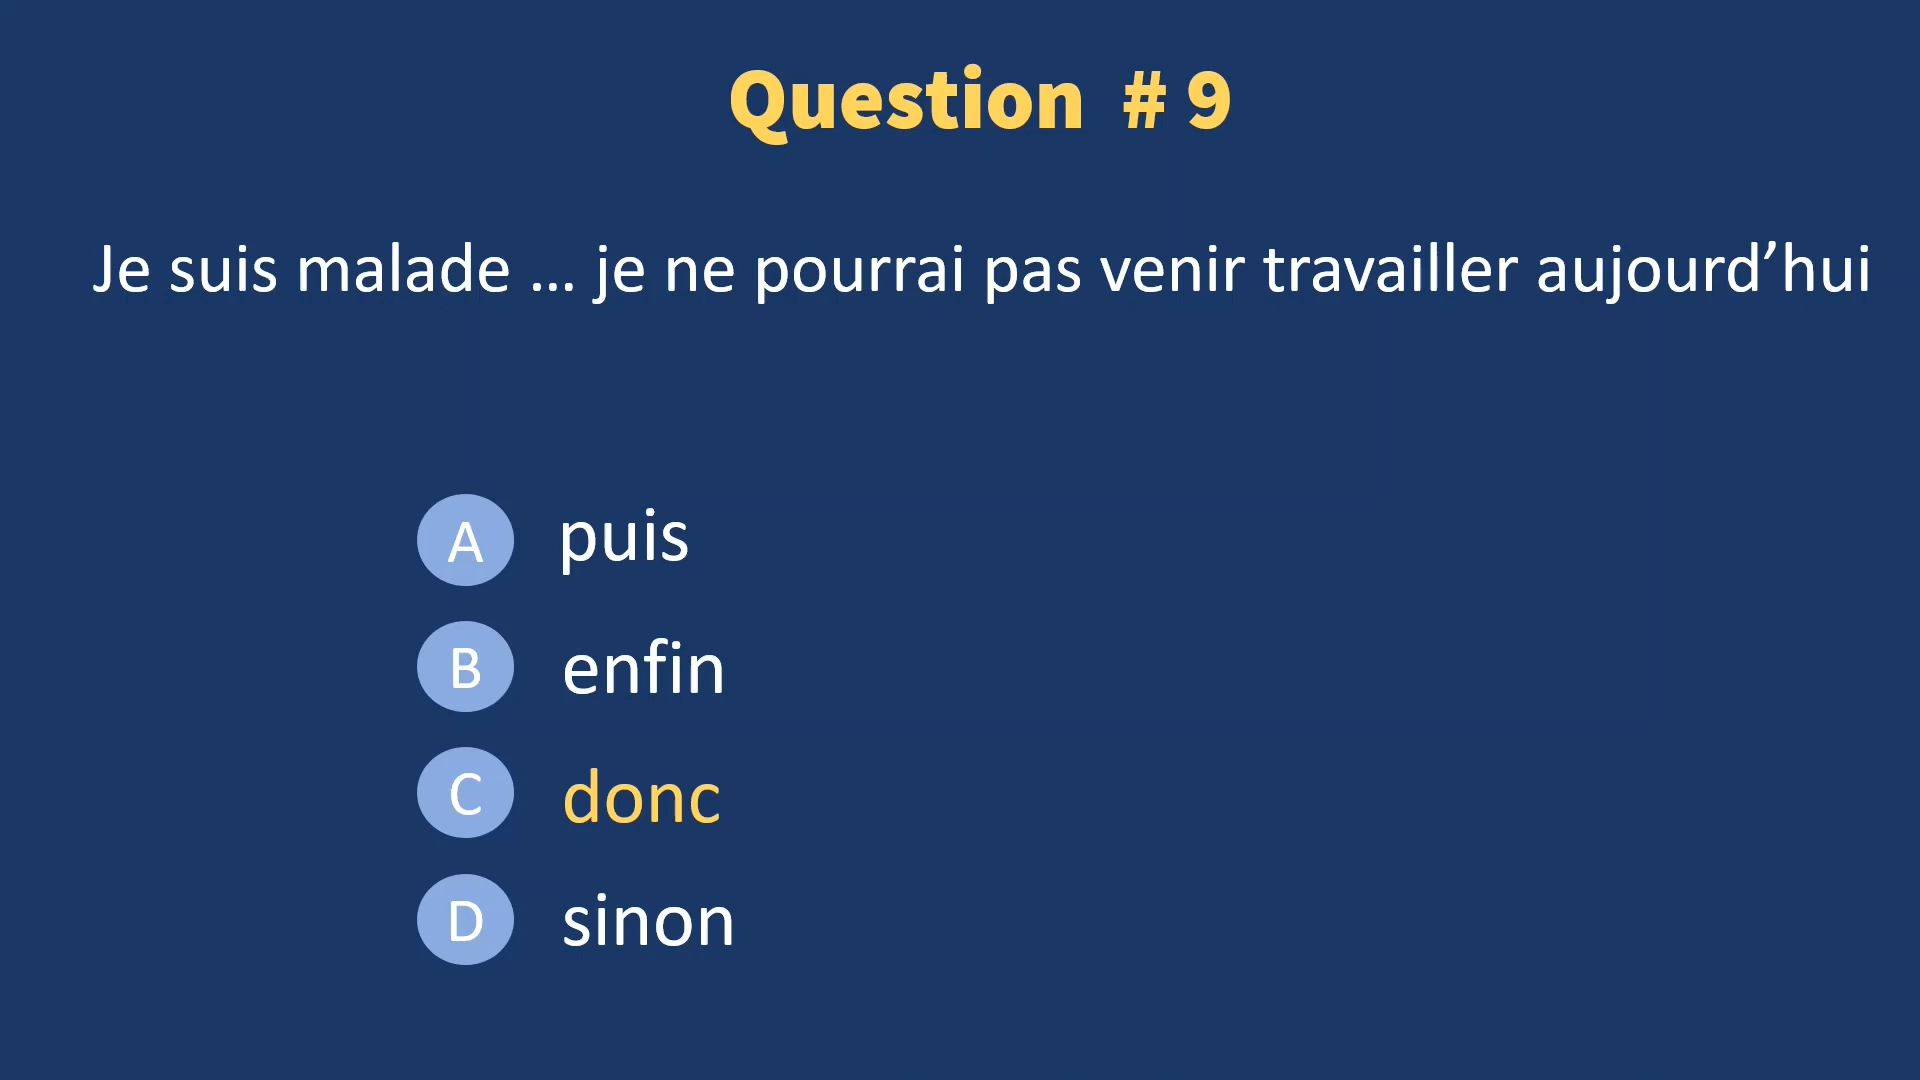 Question # 9
Je suis malade ... je ne pourrai pas venir travailler aujourd’hui
A puis
B enfin
C donc
D sinon